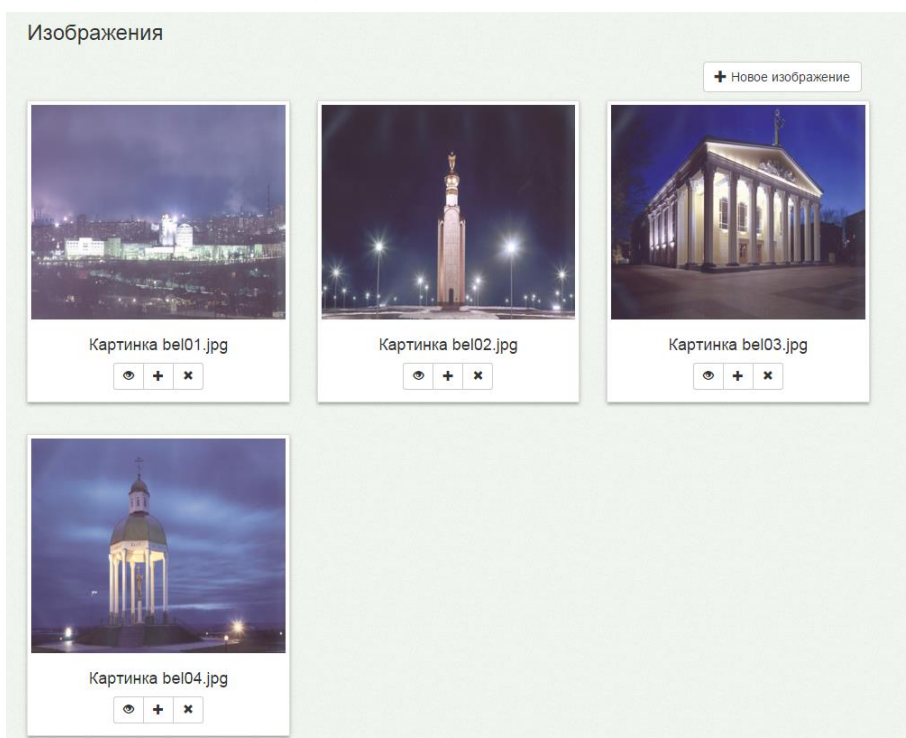 Изображения
Новое изображение
Картинка bel01.jpg
Картинка bel02.jpg
Картинка bel03.jpg
Картинка bel04.jpg